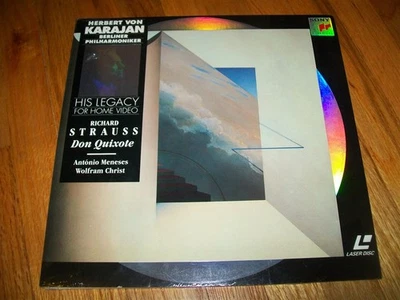 HERBERT VON
KARAJAN
BERLINER
PHILHARMONIKER
SONY
HIS LEGACY
FOR HOME VIDEO
RICHARD
STRAUSS
Don Quixote
António Meneses
Wolfram Christ
LASER DISC